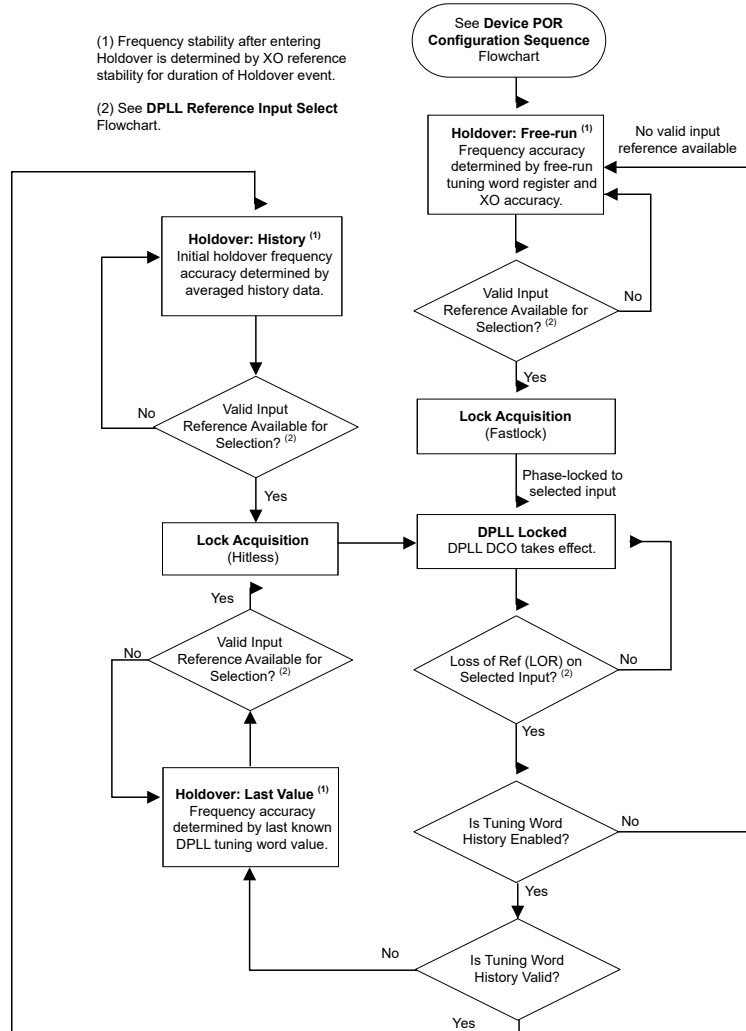 (1) Frequency stability after entering
Holdover is determined by XO reference
stability for duration of Holdover event.
(2) See DPLL Reference Input Select
Flowchart.
See Device POR
Configuration Sequence
Flowchart
Holdover: Free-run (1)
Frequency accuracy
determined by free-run
tuning word register and
XO accuracy.
No valid input
reference available
Valid Input
Reference Available for
Selection? (2)
No
Yes
Lock Acquisition
(Fastlock)
Phase-locked to
selected input
Holdover: History (1)
Initial holdover frequency
accuracy determined by
averaged history data.
No
Valid Input
Reference Available for
Selection? (2)
Yes
Lock Acquisition
(Hitless)
DPLL Locked
DPLL DCO takes effect.
Yes
Valid Input
Reference Available for
Selection? (2)
No
Loss of Ref (LOR) on
Selected Input? (2)
No
Yes
Holdover: Last Value (1)
Frequency accuracy
determined by last known
DPLL tuning word value.
Is Tuning Word
History Enabled?
No
Yes
No
Is Tuning Word
History Valid?
Yes